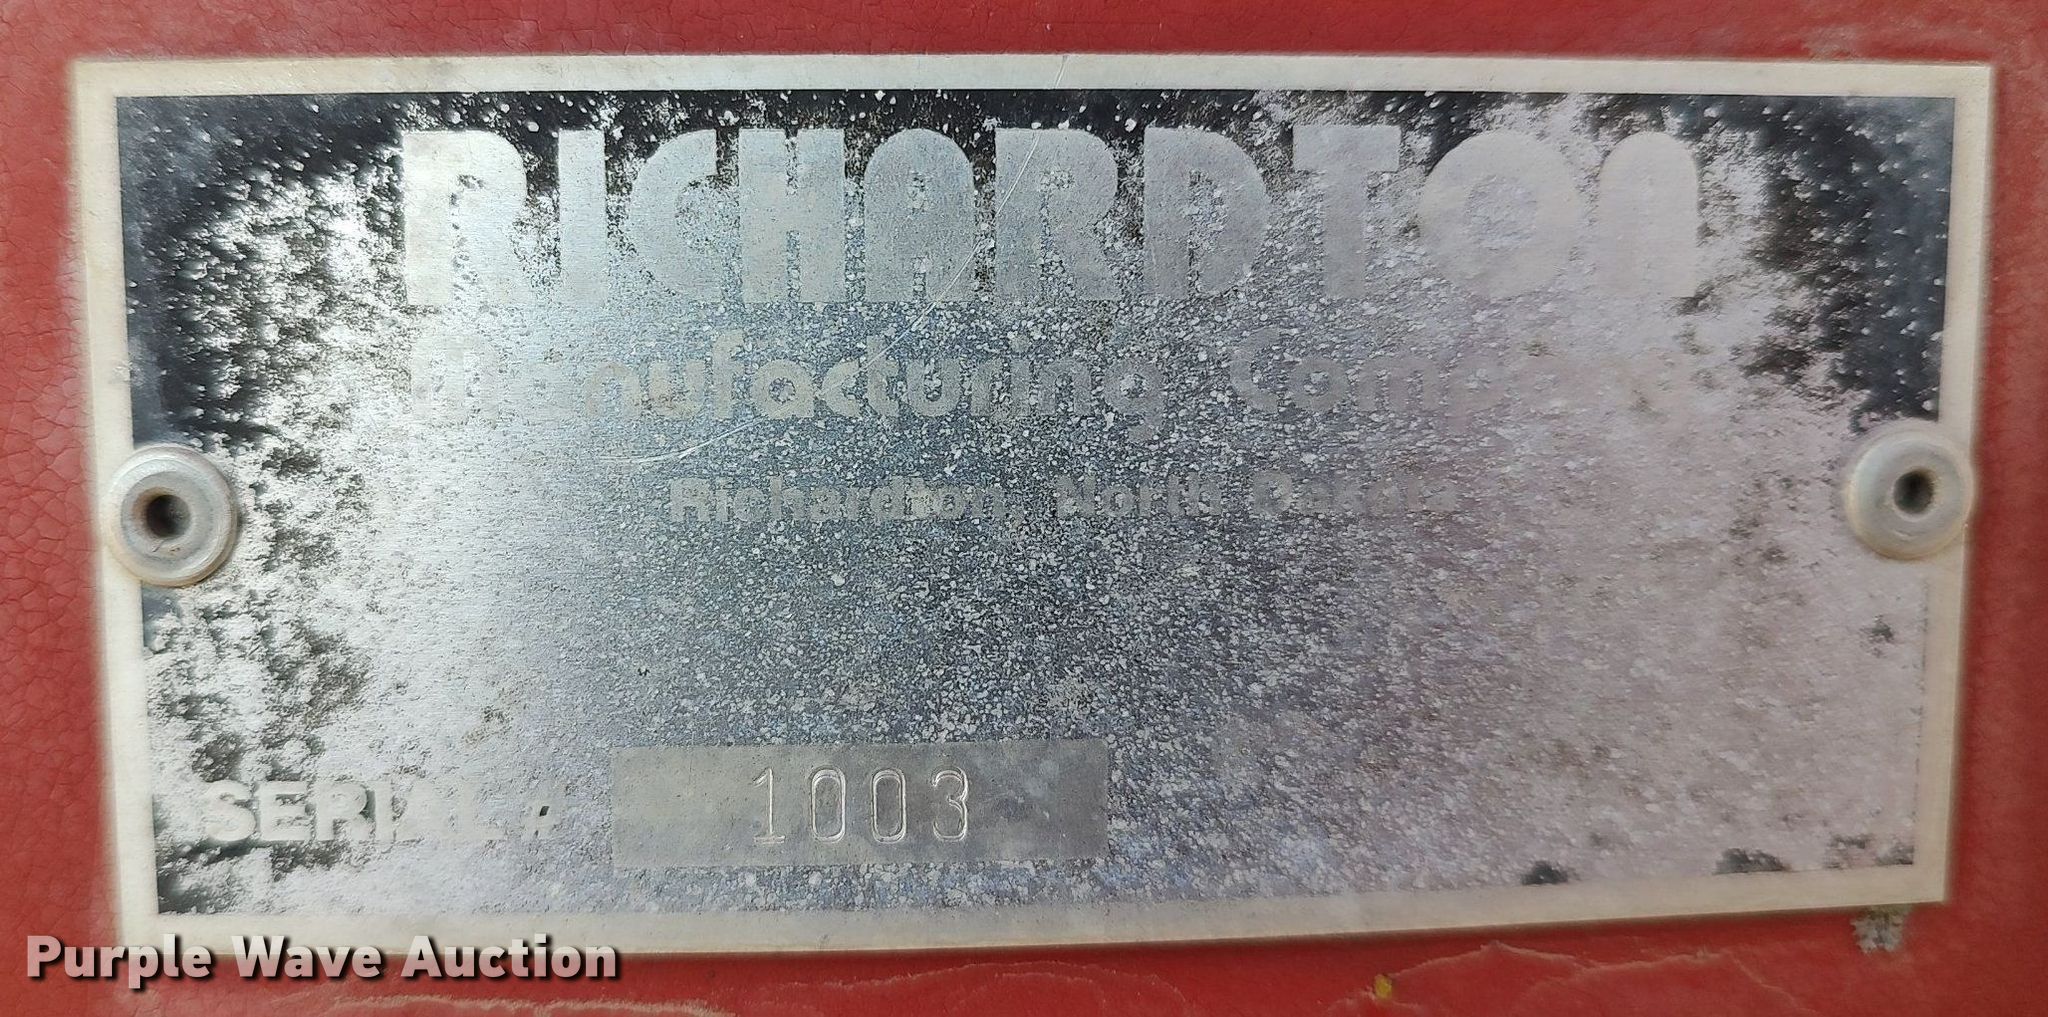 RICHARDTON
Manufacturing Company
Richardton, North Dakota
SERIAL # 1003
Purple Wave Auction